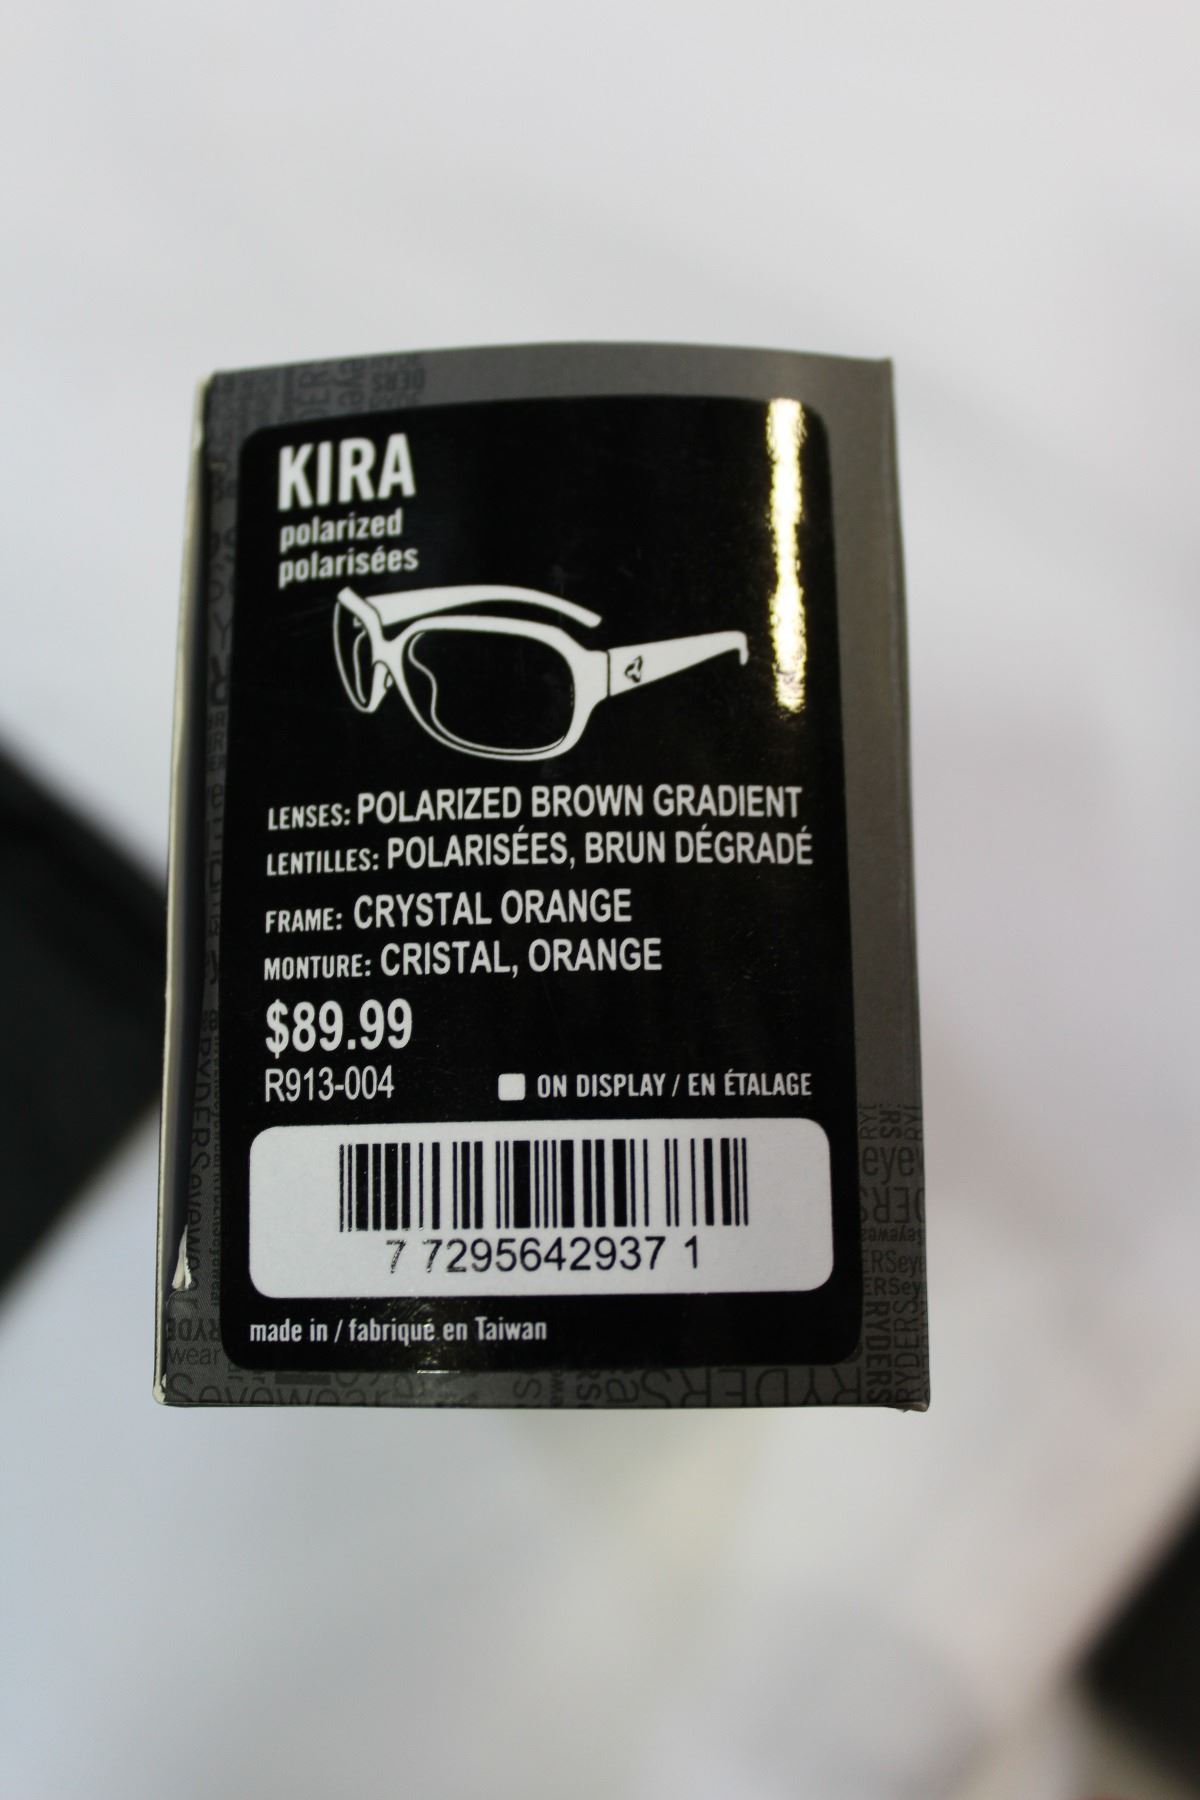 KIRA
polarized
polarisées
LENSES: POLARIZED BROWN GRADIENT
LENTILLES: POLARISÉES, BRUN DÉGRADÉ
FRAME: CRYSTAL ORANGE
MONTURE: CRISTAL, ORANGE
$89.99
R913-004
ON DISPLAY / EN ÉTALAGE
7 7295642937 1
made in / fabriqué en Taiwan
RYDERSeyewear